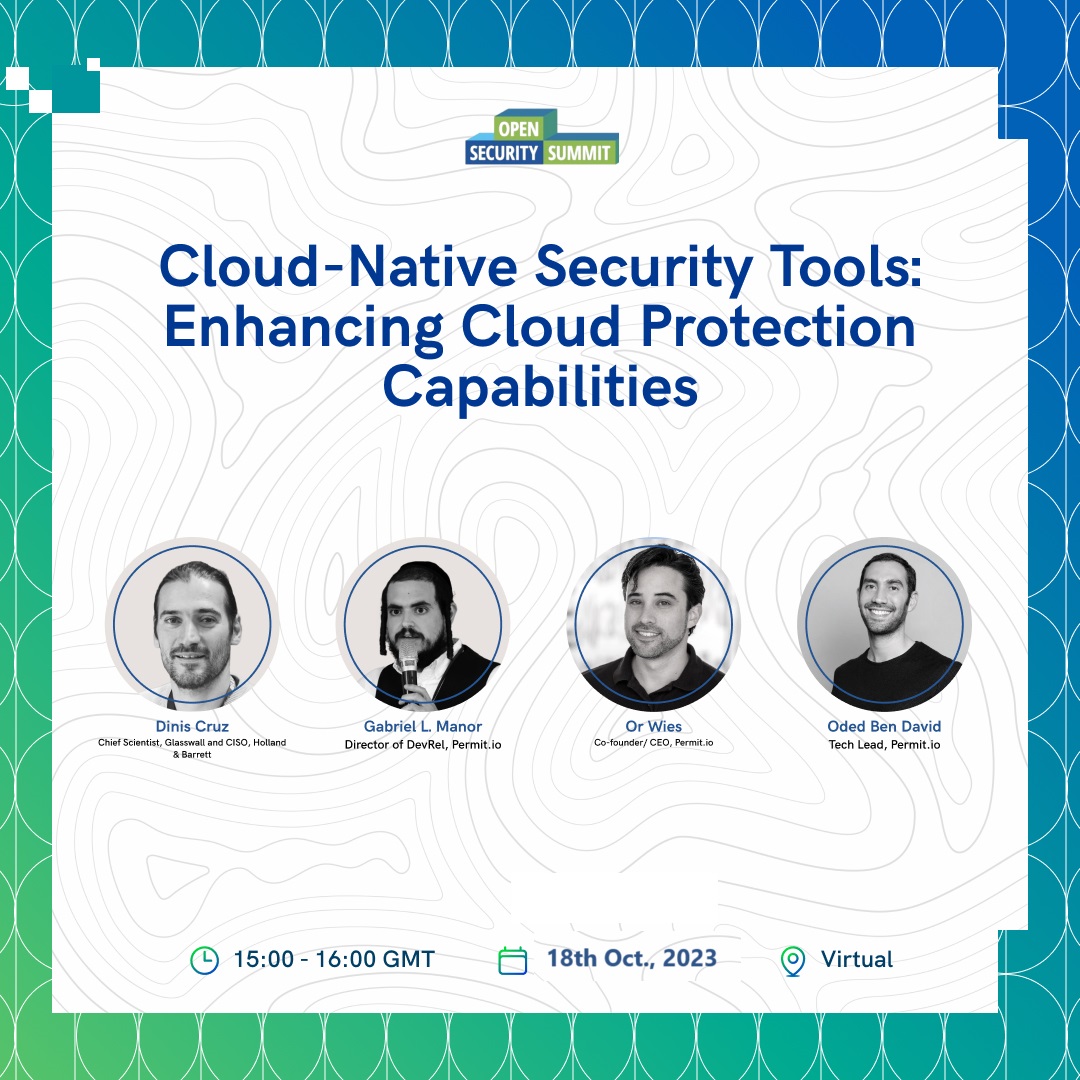 OPEN
SECURITY SUMMIT
Cloud-Native Security Tools:
Enhancing Cloud Protection
Capabilities
Dinis Cruz
Chief Scientist, Glasswall and CISO, Holland
& Barrett
Gabriel L. Manor
Director of DevRel, Permit.io
Or Wies
Co-founder/ CEO, Permit.io
Oded Ben David
Tech Lead, Permit.io
15:00 - 16:00 GMT
18th Oct., 2023
Virtual